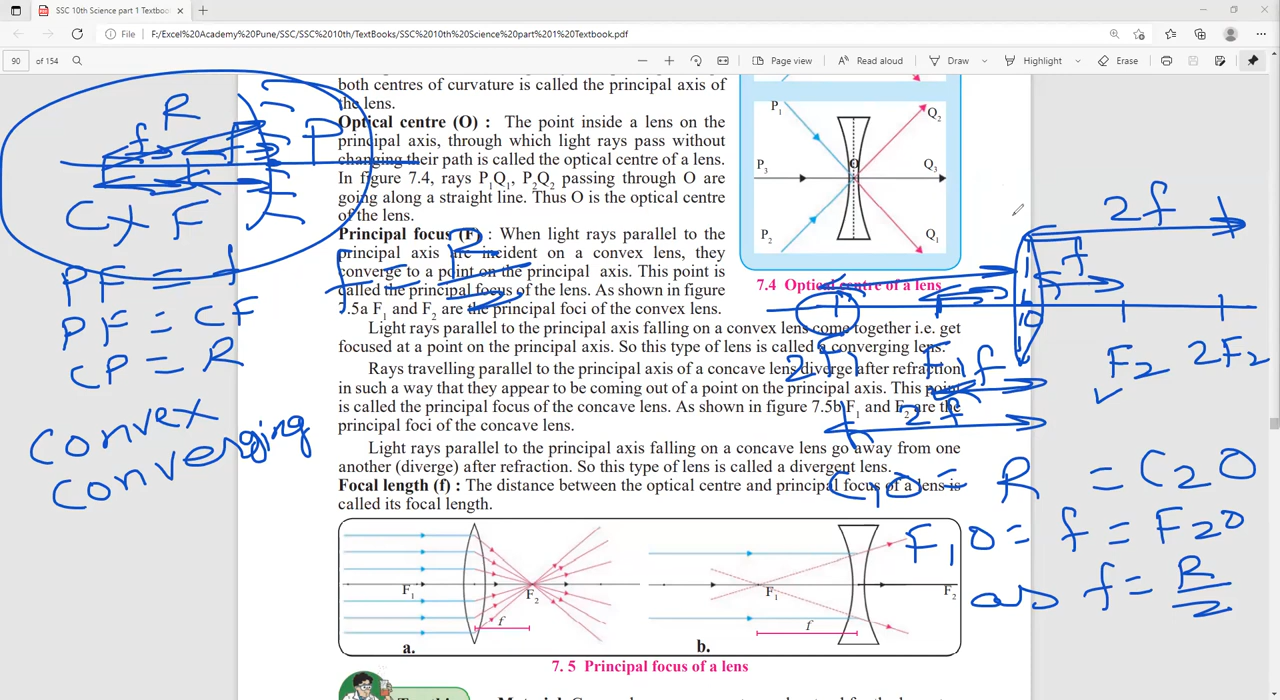 SSC 10th Science part 1 Textboo
File F:/Excel%20Academy%20Pune/SSC/SSC%2010th/TextBooks/SSC%2010th%20Science%20part%201%20Textbook.pdf
90 of 154 Page view Read aloud Draw Highlight Erase
both centres of curvature is called the principal axis of
the lens.
Optical centre (O) : The point inside a lens on the
principal axis, through which light rays pass without
changing their path is called the optical centre of a lens.
In figure 7.4, rays P1Q1, P2Q2 passing through O are
going along a straight line. Thus O is the optical centre
of the lens.
Principal focus (F) : When light rays parallel to the
principal axis are incident on a convex lens, they
converge to a point on the principal axis. This point is
called the principal focus of the lens. As shown in figure
7.5a F1 and F2 are the principal foci of the convex lens.
P1
Q2
O
P3
Q3
P2
Q1
7.4 Optical centre of a lens
Light rays parallel to the principal axis falling on a convex lens come together i.e. get
focused at a point on the principal axis. So this type of lens is called a converging lens.
Rays travelling parallel to the principal axis of a concave lens diverge after refraction
in such a way that they appear to be coming out of a point on the principal axis. This point
is called the principal focus of the concave lens. As shown in figure 7.5b F1 and F2 are the
principal foci of the concave lens.
Light rays parallel to the principal axis falling on a concave lens go away from one
another (diverge) after refraction. So this type of lens is called a divergent lens.
Focal length (f) : The distance between the optical centre and principal focus of a lens is
called its focal length.
F1
F2
f
a.
F1
F2
f
b.
7. 5 Principal focus of a lens
R
f
f
P
C
F
PF = f
PF = CF
CP = R
Convex
Converging
f = R/2
2f
f
O
2F1
F1
f
F2
2F2
2f
C1O = R = C2O
F1O = f = F2O
as f = R/2